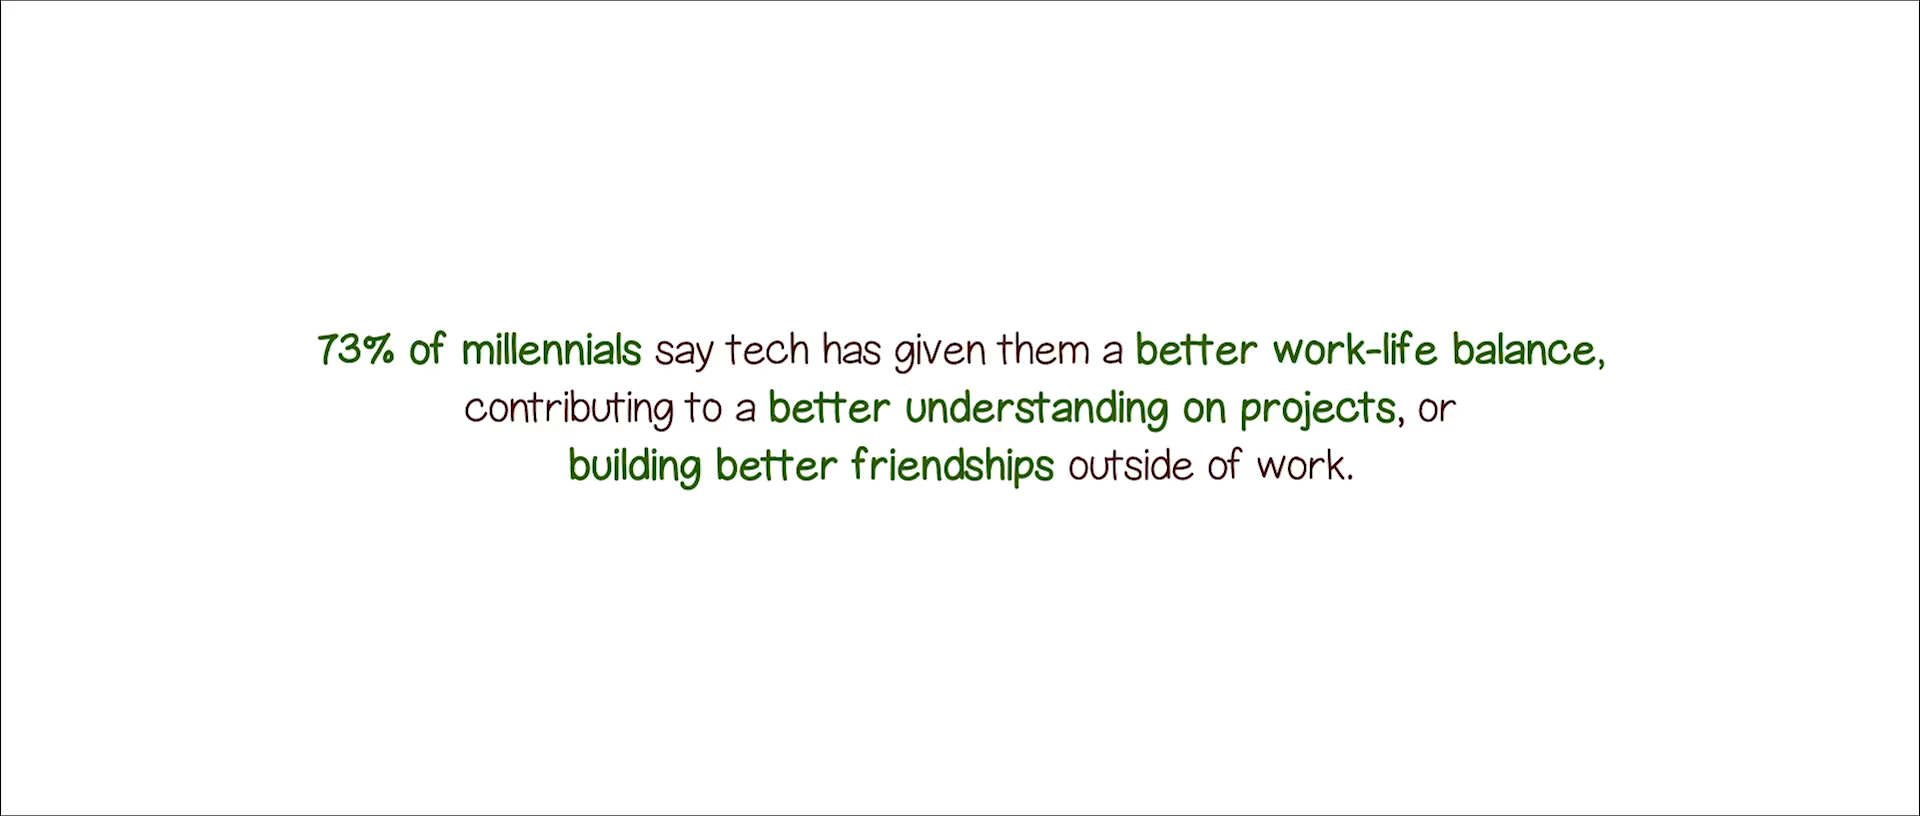 73% of millennials say tech has given them a better work-life balance,
contributing to a better understanding on projects, or
building better friendships outside of work.